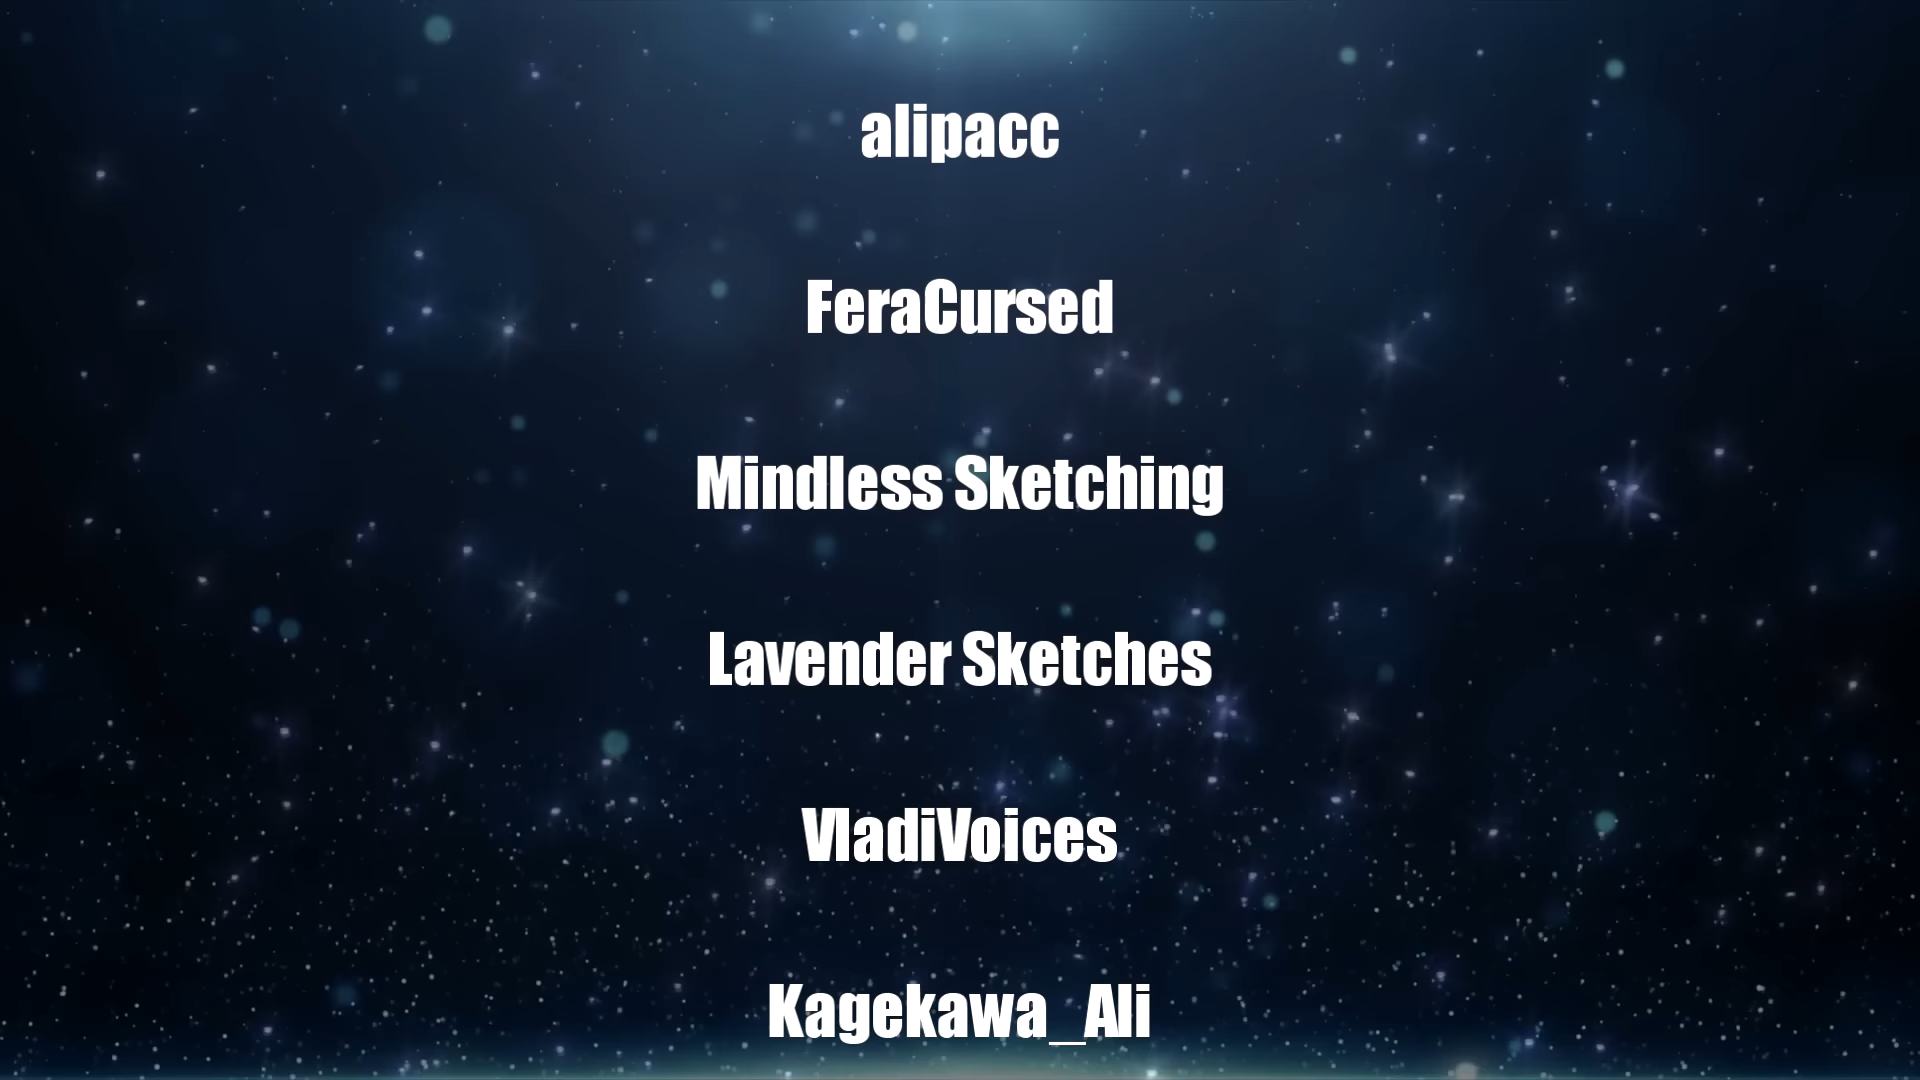 alipacc
FeraCursed
Mindless Sketching
Lavender Sketches
VladiVoices
Kagekawa_Ali